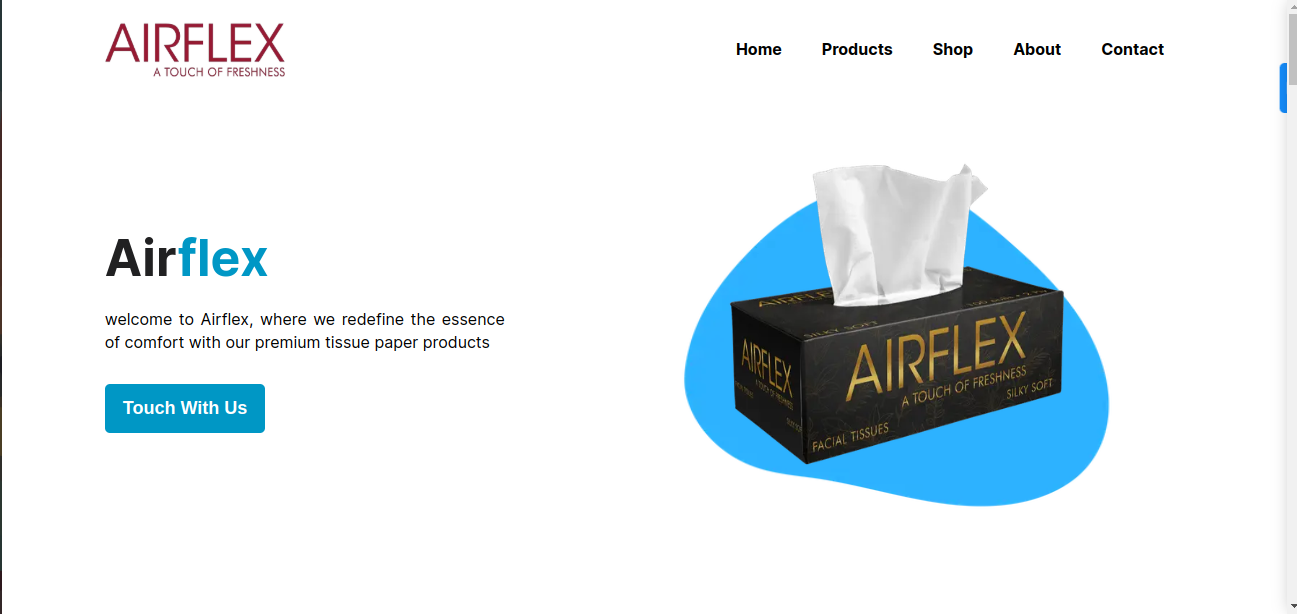 AIRFLEX
A TOUCH OF FRESHNESS
Home Products Shop About Contact
Airflex
welcome to Airflex, where we redefine the essence
of comfort with our premium tissue paper products
Touch With Us
AIRFLEX
SILKY SOFT
AIRFLEX
A TOUCH OF FRESHNESS
AIRFLEX
A TOUCH OF FRESHNESS
SILKY SOFT
FACIAL TISSUES